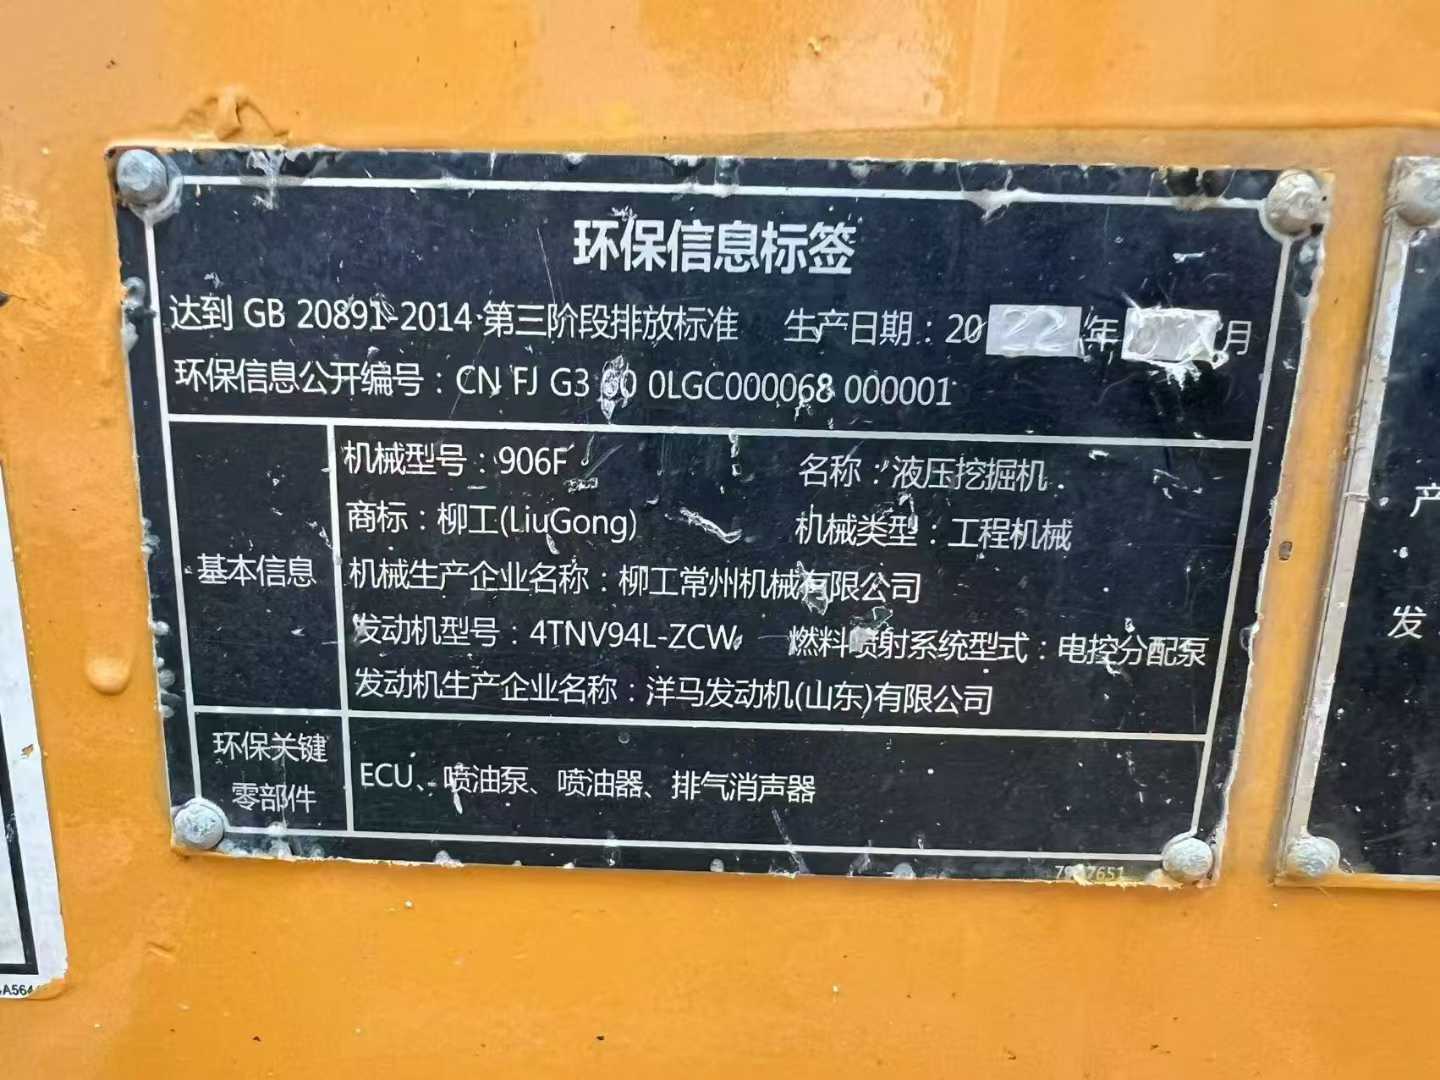 环保信息标签
达到 GB 20891-2014 第三阶段排放标准 生产日期：2022年 月
环保信息公开编号：CN FJ G3 00 0LGC000068 000001
机械型号：906F 名称：液压挖掘机
商标：柳工(LiuGong) 机械类型：工程机械
基本信息
机械生产企业名称：柳工常州机械有限公司
发动机型号：4TNV94L-ZCW 燃料喷射系统型式：电控分配泵
发动机生产企业名称：洋马发动机(山东)有限公司
环保关键
零部件
ECU、喷油泵、喷油器、排气消声器
产
发